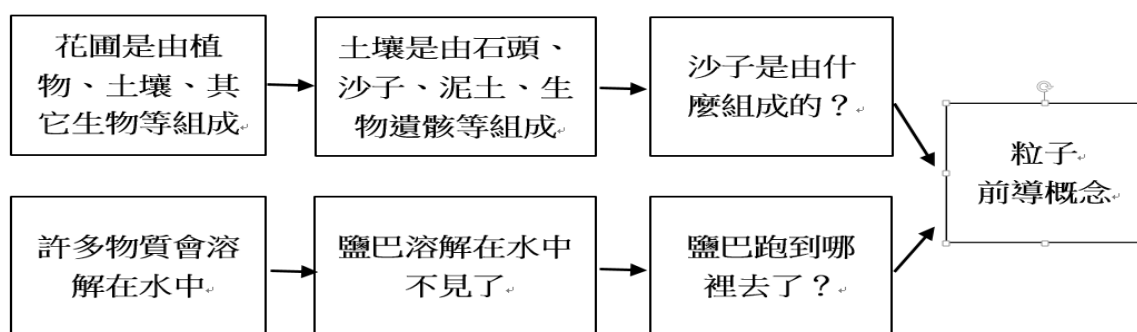 花圃是由植
物、土壤、其
它生物等組成
土壤是由石頭、
沙子、泥土、生
物遺骸等組成
沙子是由什
麼組成的？
粒子
前導概念
許多物質會溶
解在水中
鹽巴溶解在水中
不見了
鹽巴跑到哪
裡去了？